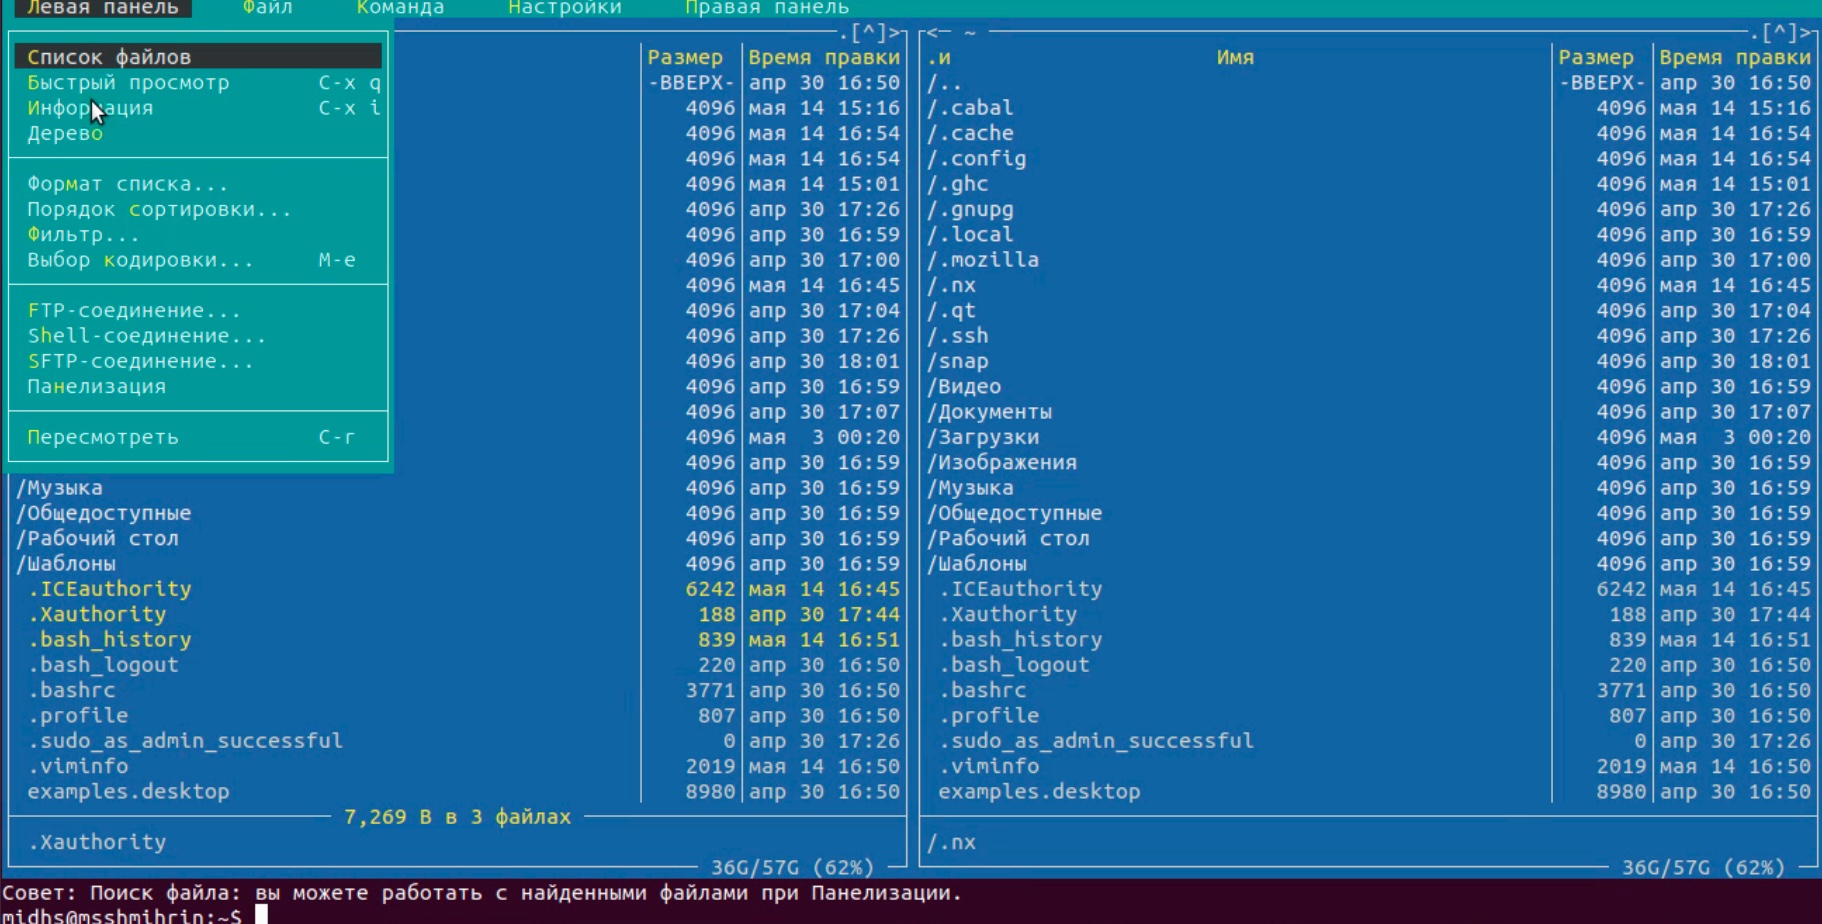 Левая панель Файл Команда Настройки Правая панель
.[^]>
<- ~ .[^]>
Список файлов
Быстрый просмотр C-x q
Информация C-x i
Дерево
Формат списка...
Порядок сортировки...
Фильтр...
Выбор кодировки... M-e
FTP-соединение...
Shell-соединение...
SFTP-соединение...
Панелизация
Пересмотреть C-r
Размер Время правки
-ВВЕРХ- апр 30 16:50
4096 мая 14 15:16
4096 мая 14 16:54
4096 мая 14 16:54
4096 мая 14 15:01
4096 апр 30 17:26
4096 апр 30 16:59
4096 апр 30 17:00
4096 мая 14 16:45
4096 апр 30 17:04
4096 апр 30 17:26
4096 апр 30 18:01
4096 апр 30 16:59
4096 апр 30 17:07
4096 мая 3 00:20
4096 апр 30 16:59
/Музыка 4096 апр 30 16:59
/Общедоступные 4096 апр 30 16:59
/Рабочий стол 4096 апр 30 16:59
/Шаблоны 4096 апр 30 16:59
.ICEauthority 6242 мая 14 16:45
.Xauthority 188 апр 30 17:44
.bash_history 839 мая 14 16:51
.bash_logout 220 апр 30 16:50
.bashrc 3771 апр 30 16:50
.profile 807 апр 30 16:50
.sudo_as_admin_successful 0 апр 30 17:26
.viminfo 2019 мая 14 16:50
examples.desktop 8980 апр 30 16:50
7,269 B в 3 файлах
.Xauthority
36G/57G (62%)
.и Имя Размер Время правки
/.. -ВВЕРХ- апр 30 16:50
/.cabal 4096 мая 14 15:16
/.cache 4096 мая 14 16:54
/.config 4096 мая 14 16:54
/.ghc 4096 мая 14 15:01
/.gnupg 4096 апр 30 17:26
/.local 4096 апр 30 16:59
/.mozilla 4096 апр 30 17:00
/.nx 4096 мая 14 16:45
/.qt 4096 апр 30 17:04
/.ssh 4096 апр 30 17:26
/snap 4096 апр 30 18:01
/Видео 4096 апр 30 16:59
/Документы 4096 апр 30 17:07
/Загрузки 4096 мая 3 00:20
/Изображения 4096 апр 30 16:59
/Музыка 4096 апр 30 16:59
/Общедоступные 4096 апр 30 16:59
/Рабочий стол 4096 апр 30 16:59
/Шаблоны 4096 апр 30 16:59
.ICEauthority 6242 мая 14 16:45
.Xauthority 188 апр 30 17:44
.bash_history 839 мая 14 16:51
.bash_logout 220 апр 30 16:50
.bashrc 3771 апр 30 16:50
.profile 807 апр 30 16:50
.sudo_as_admin_successful 0 апр 30 17:26
.viminfo 2019 мая 14 16:50
examples.desktop 8980 апр 30 16:50
/.nx
36G/57G (62%)
Совет: Поиск файла: вы можете работать с найденными файлами при Панелизации.
midhs@msshmihrin:~$